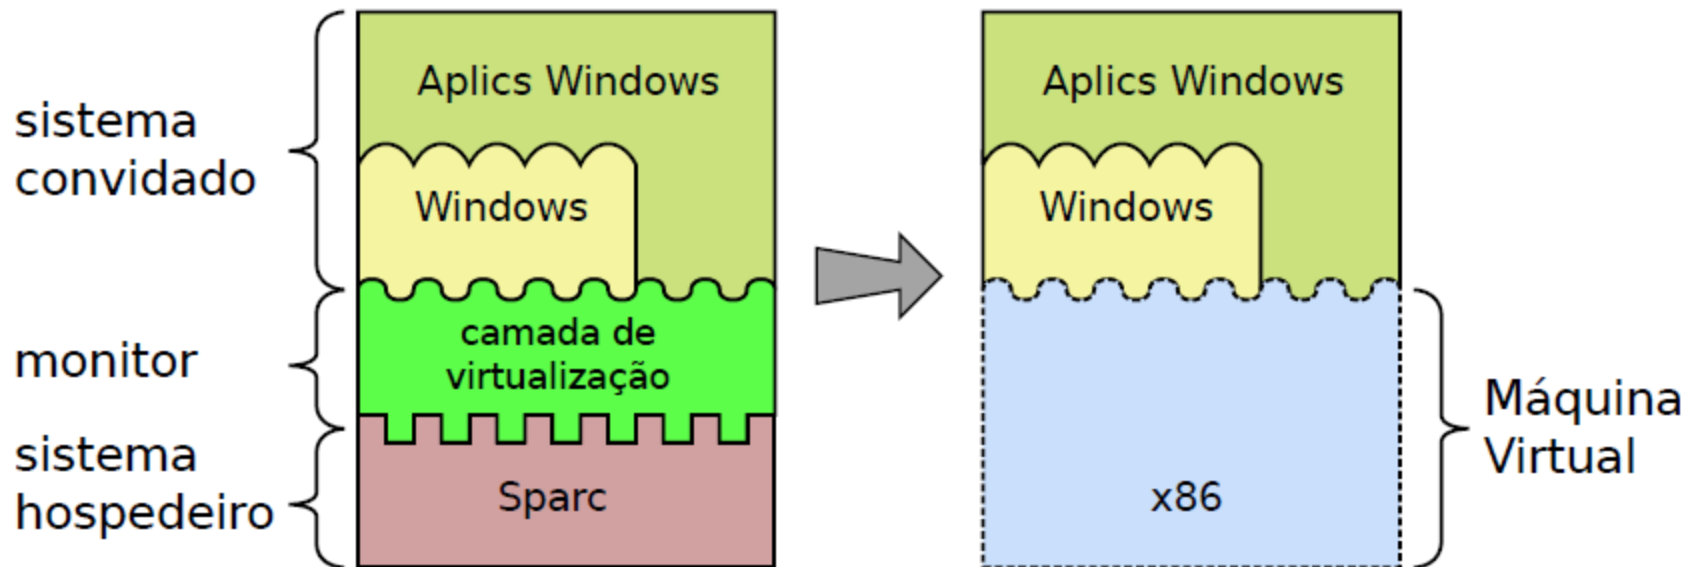 sistema
convidado
monitor
sistema
hospedeiro
Aplics Windows
Windows
camada de
virtualização
Sparc
Aplics Windows
Windows
x86
Máquina
Virtual